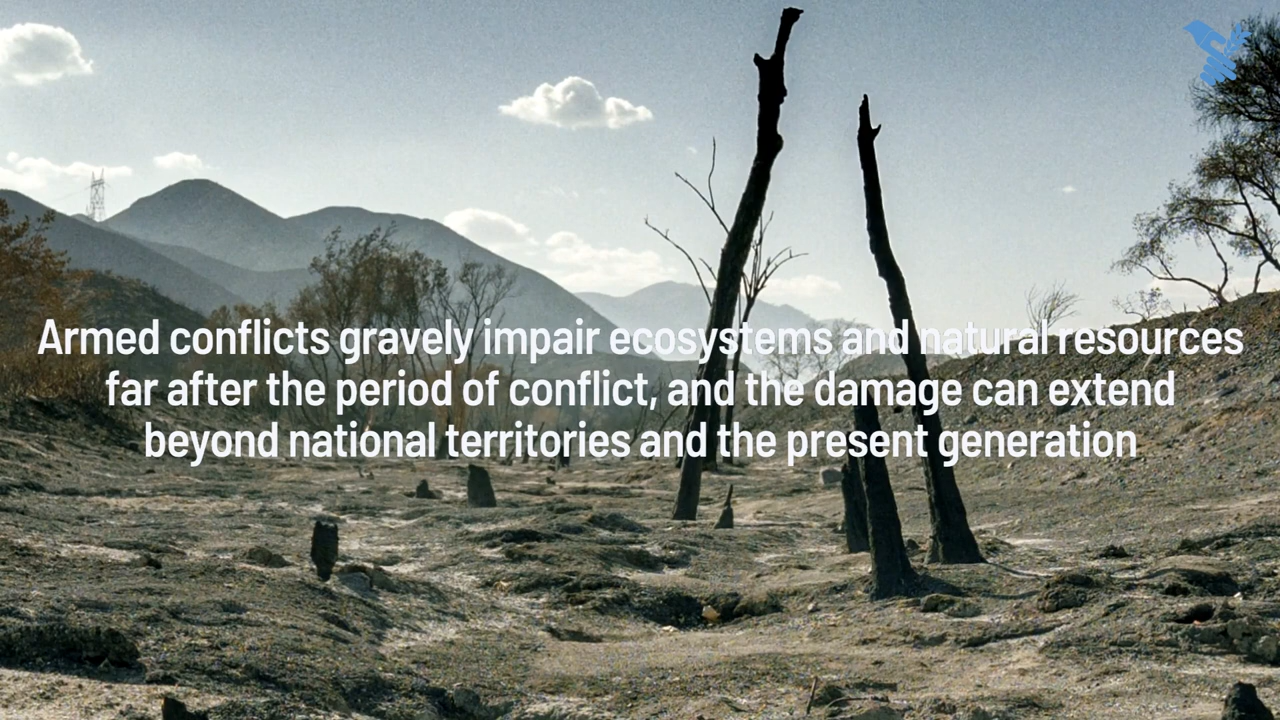 Armed conflicts gravely impair ecosystems and natural resources
far after the period of conflict, and the damage can extend
beyond national territories and the present generation